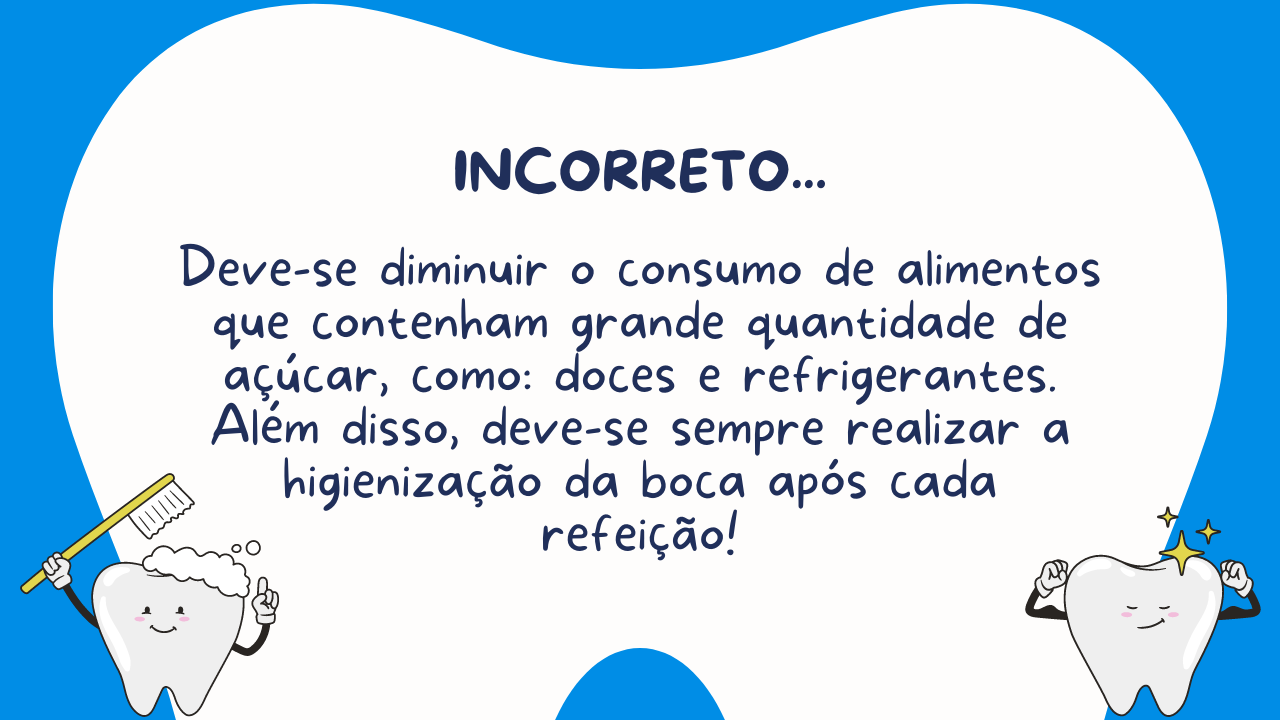 INCORRETO...
Deve-se diminuir o consumo de alimentos
que contenham grande quantidade de
açúcar, como: doces e refrigerantes.
Além disso, deve-se sempre realizar a
higienização da boca após cada
refeição!